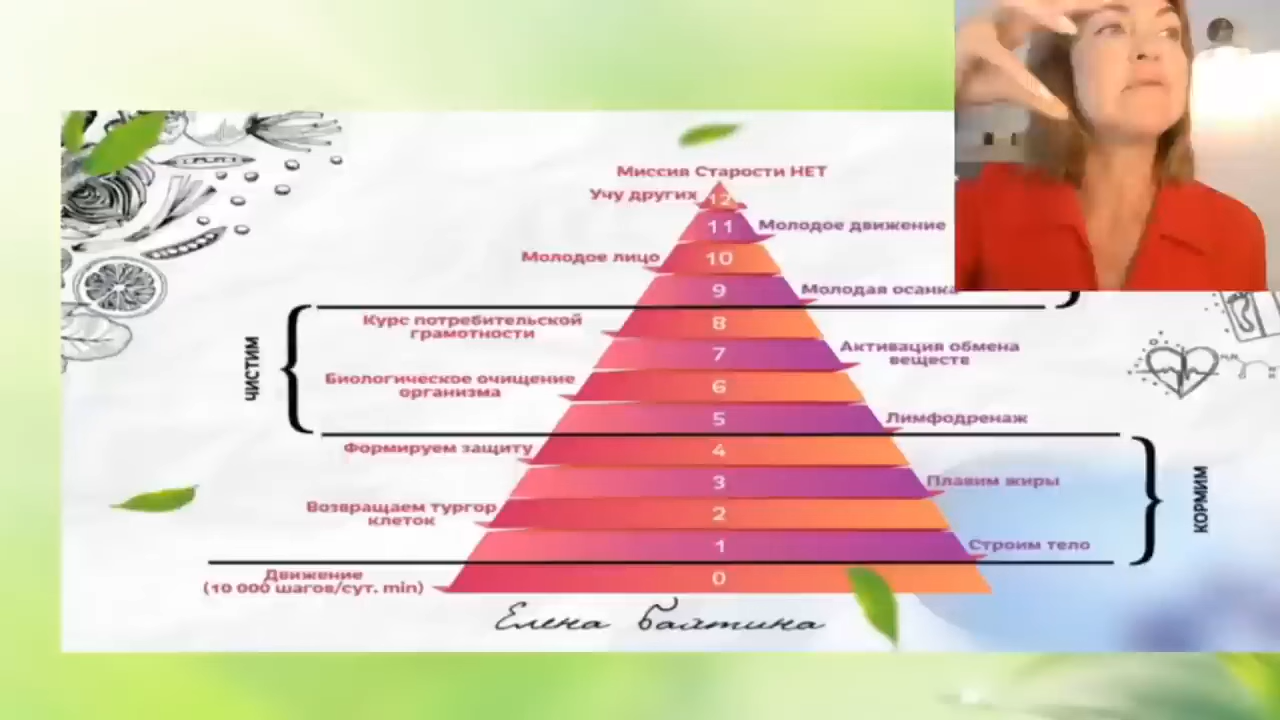 Миссия Старости НЕТ
Учу других
12
11
Молодое движение
Молодое лицо
10
9
Молодая осанка
Курс потребительской
грамотности
8
7
Активация обмена
веществ
ЧИСТИМ
Биологическое очищение
организма
6
5
Лимфодренаж
Формируем защиту
4
3
Плавим жиры
КОРМИМ
Возвращаем тургор
клеток
2
1
Строим тело
Движение
(10 000 шагов/сут. min)
0
Елена Балтина